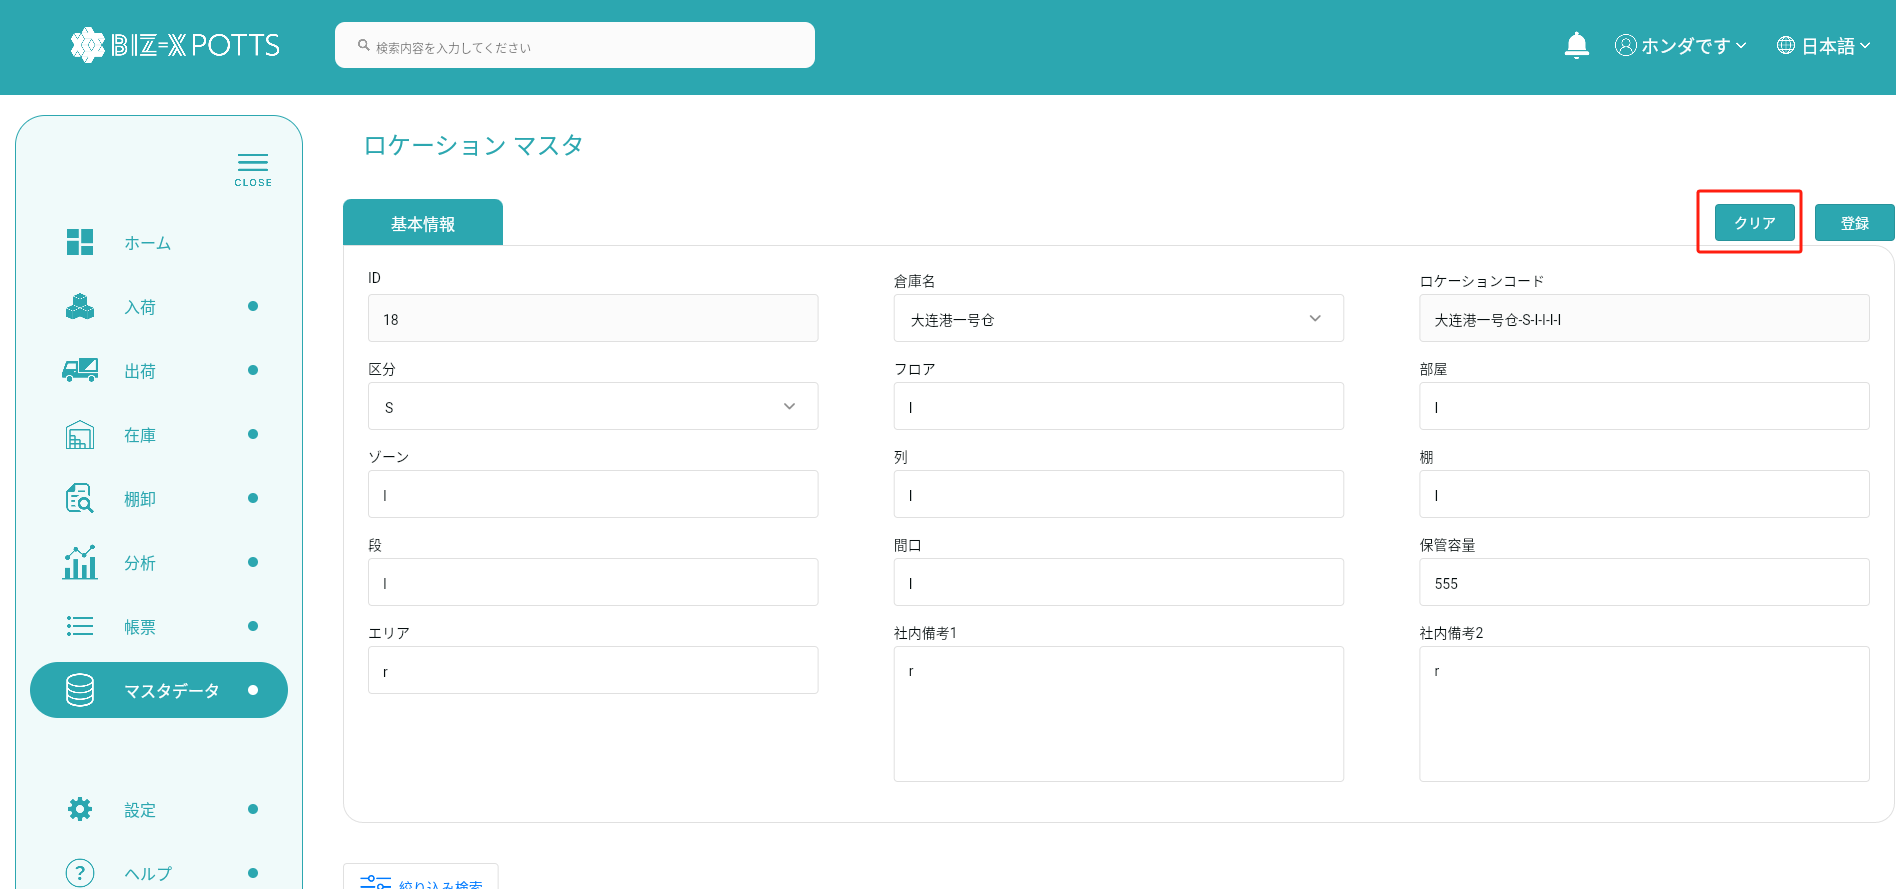 BIZ=X POTTS
検索内容を入力してください
ホンダです
日本語
CLOSE
ホーム
入荷
出荷
在庫
棚卸
分析
帳票
マスタデータ
設定
ヘルプ
ロケーション マスタ
基本情報
クリア
登録
ID
18
倉庫名
大连港一号仓
ロケーションコード
大连港一号仓-S-I-I-I-I
区分
S
フロア
I
部屋
I
ゾーン
I
列
I
棚
I
段
I
間口
I
保管容量
555
エリア
r
社内備考1
r
社内備考2
r
絞り込み検索